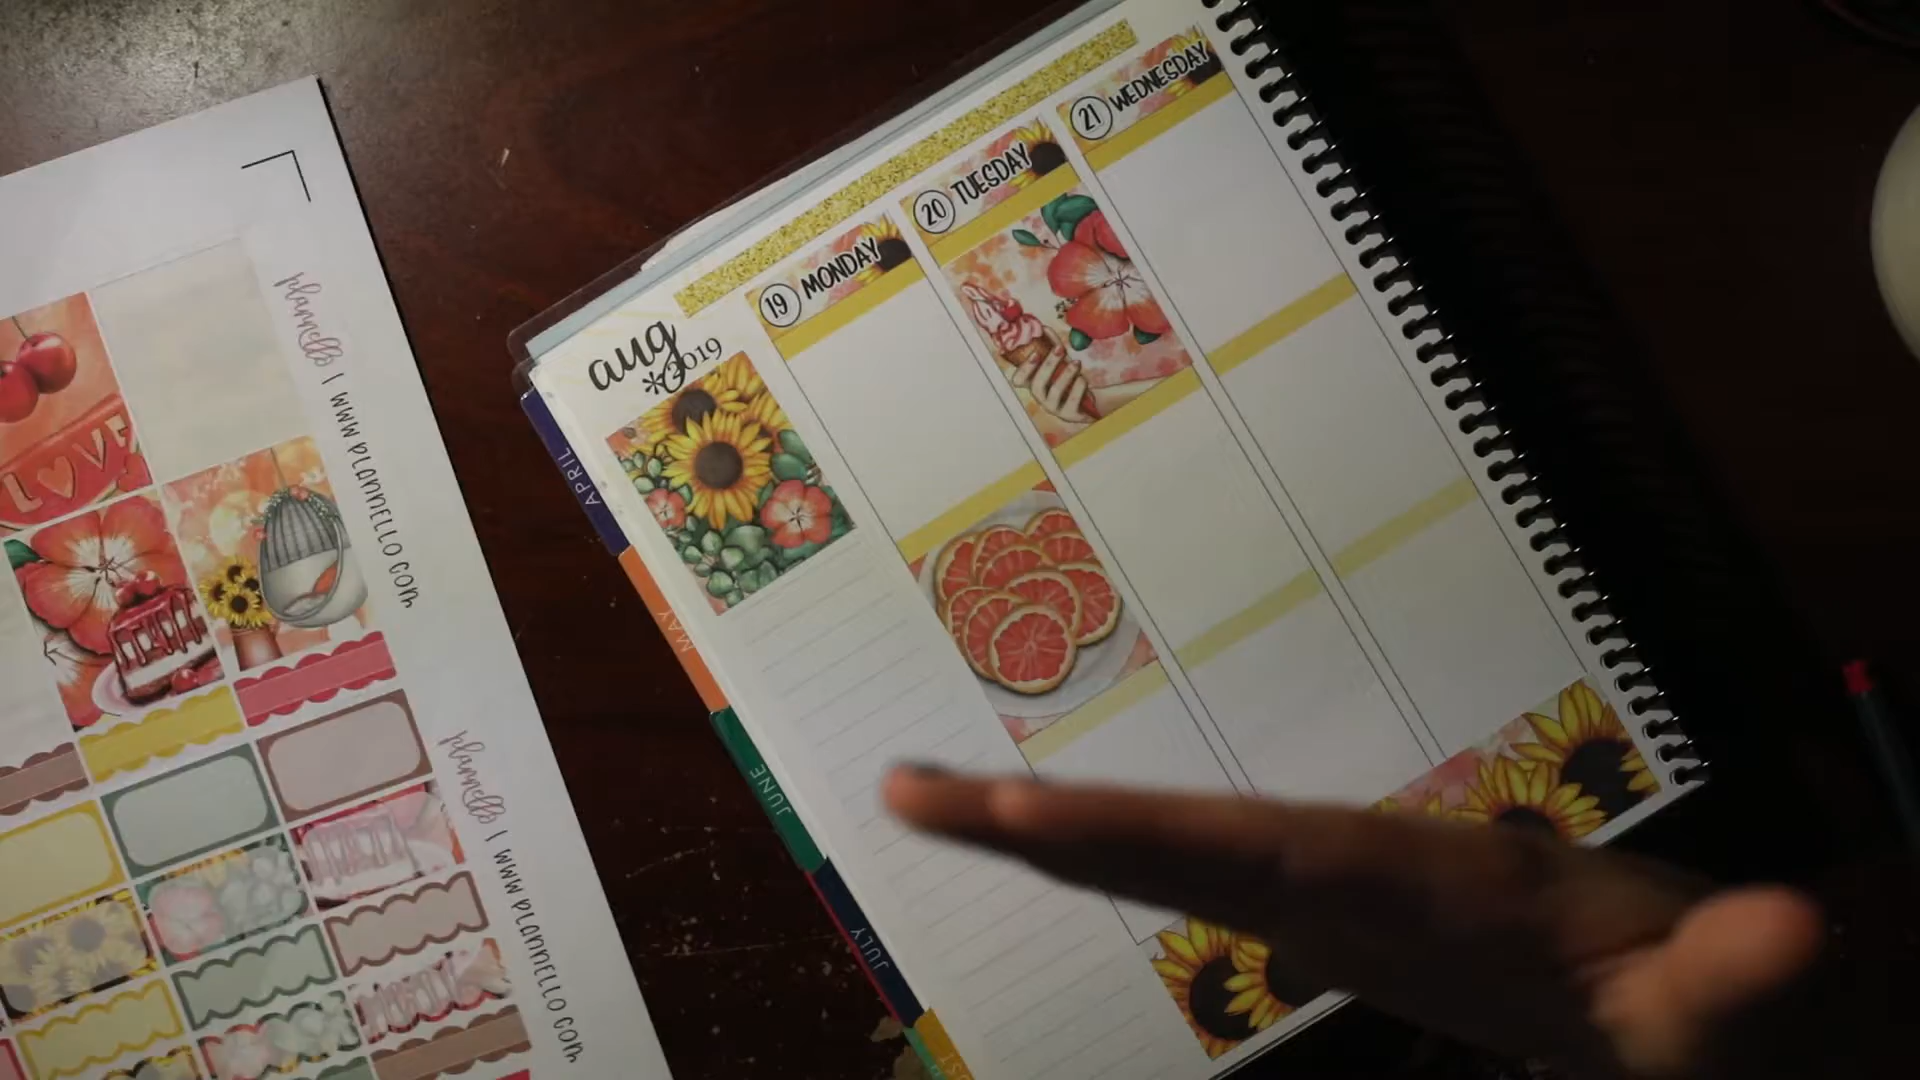 plannello | www.plannello.com
LOVE
plannello | www.plannello.com
aug
*2019
19 MONDAY
20 TUESDAY
21 WEDNESDAY
APRIL
MAY
JUNE
JULY